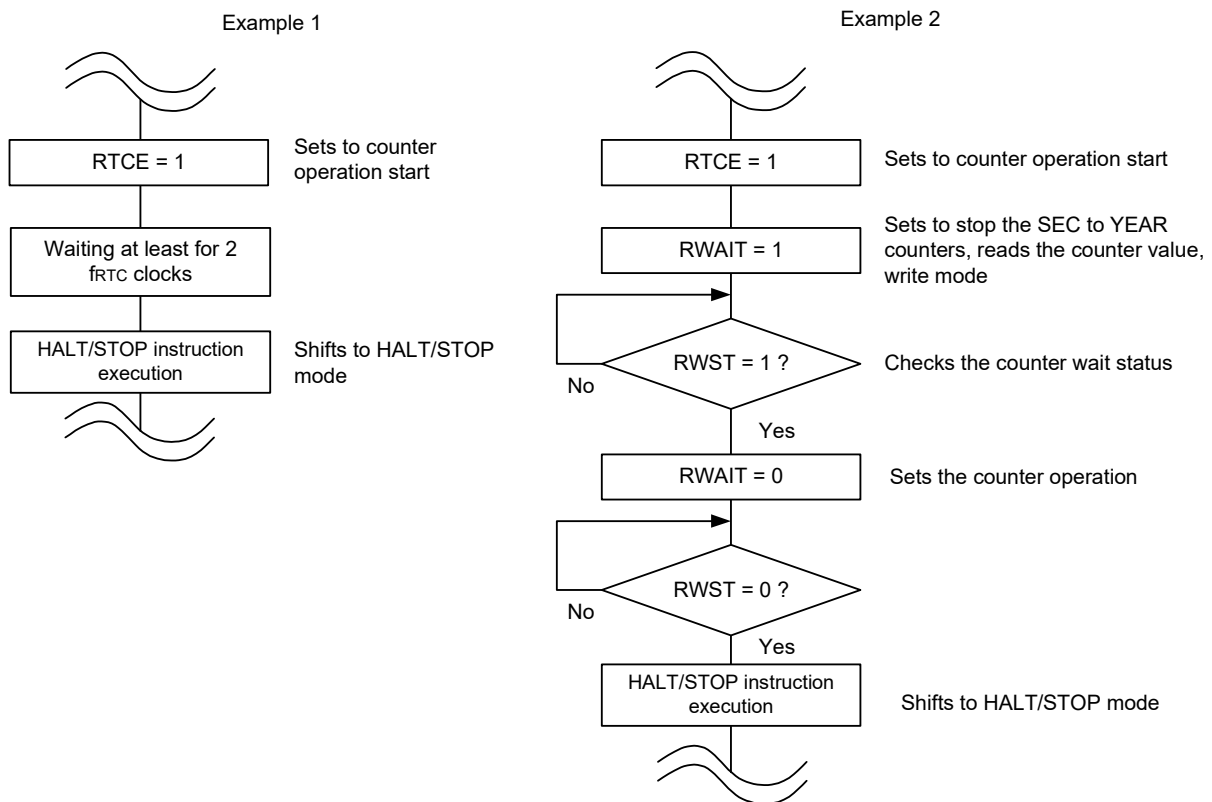 Example 1
RTCE = 1
Sets to counter
operation start
Waiting at least for 2
fRTC clocks
HALT/STOP instruction
execution
Shifts to HALT/STOP
mode
Example 2
RTCE = 1
Sets to counter operation start
RWAIT = 1
Sets to stop the SEC to YEAR
counters, reads the counter value,
write mode
RWST = 1 ?
Checks the counter wait status
No
Yes
RWAIT = 0
Sets the counter operation
RWST = 0 ?
No
Yes
HALT/STOP instruction
execution
Shifts to HALT/STOP mode